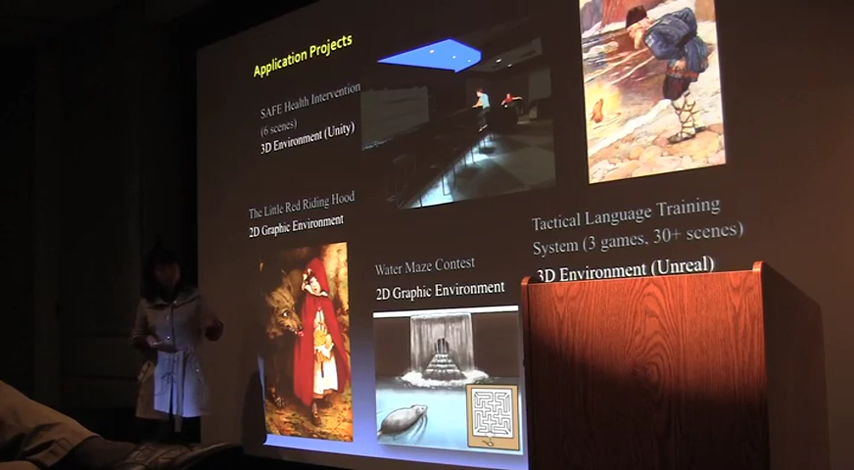 Application Projects
SAFE Health Intervention
(6 scenes)
3D Environment (Unity)
The Little Red Riding Hood
2D Graphic Environment
Water Maze Contest
2D Graphic Environment
Tactical Language Training
System (3 games, 30+ scenes)
3D Environment (Unreal)